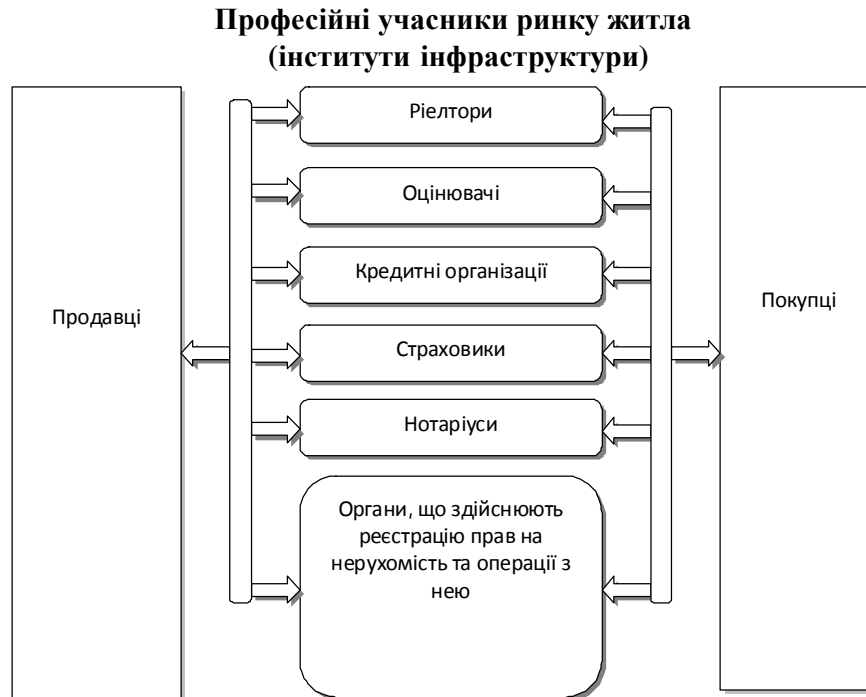 Професійні учасники ринку житла
(інститути інфраструктури)
Ріелтори
Оцінювачі
Кредитні організації
Продавці
Покупці
Страховики
Нотаріуси
Органи, що здійснюють
реєстрацію прав на
нерухомість та операції з
нею